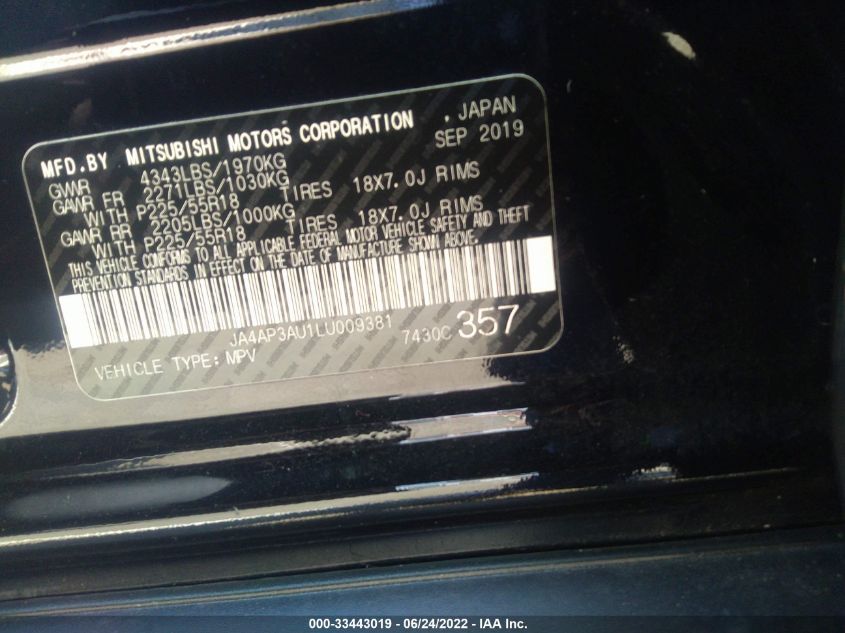 MFD.BY MITSUBISHI MOTORS CORPORATION . JAPAN
SEP 2019
GVWR 4343LBS/1970KG
GAWR FR 2271LBS/1030KG
WITH P225/55R18 TIRES 18X7.0J RIMS
GAWR RR 2205LBS/1000KG
WITH P225/55R18 TIRES 18X7.0J RIMS
THIS VEHICLE CONFORMS TO ALL APPLICABLE FEDERAL MOTOR VEHICLE SAFETY AND THEFT
PREVENTION STANDARDS IN EFFECT ON THE DATE OF MANUFACTURE SHOWN ABOVE.
JA4AP3AU1LU009381 7430C 357
VEHICLE TYPE: MPV
000-33443019 - 06/24/2022 - IAA Inc.